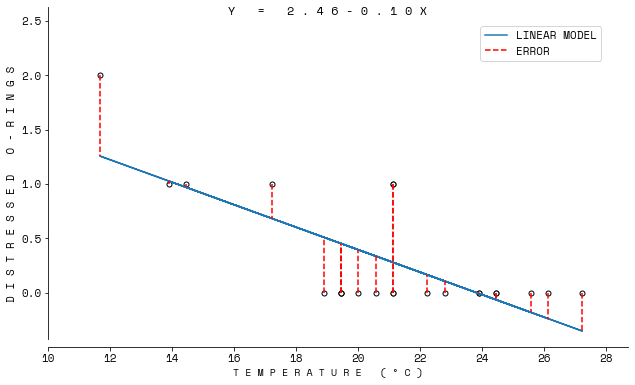 Y = 2.46-0.10X
LINEAR MODEL
ERROR
DISTRESSED O-RINGS
2.5
2.0
1.5
1.0
0.5
0.0
10 12 14 16 18 20 22 24 26 28
TEMPERATURE (°C)